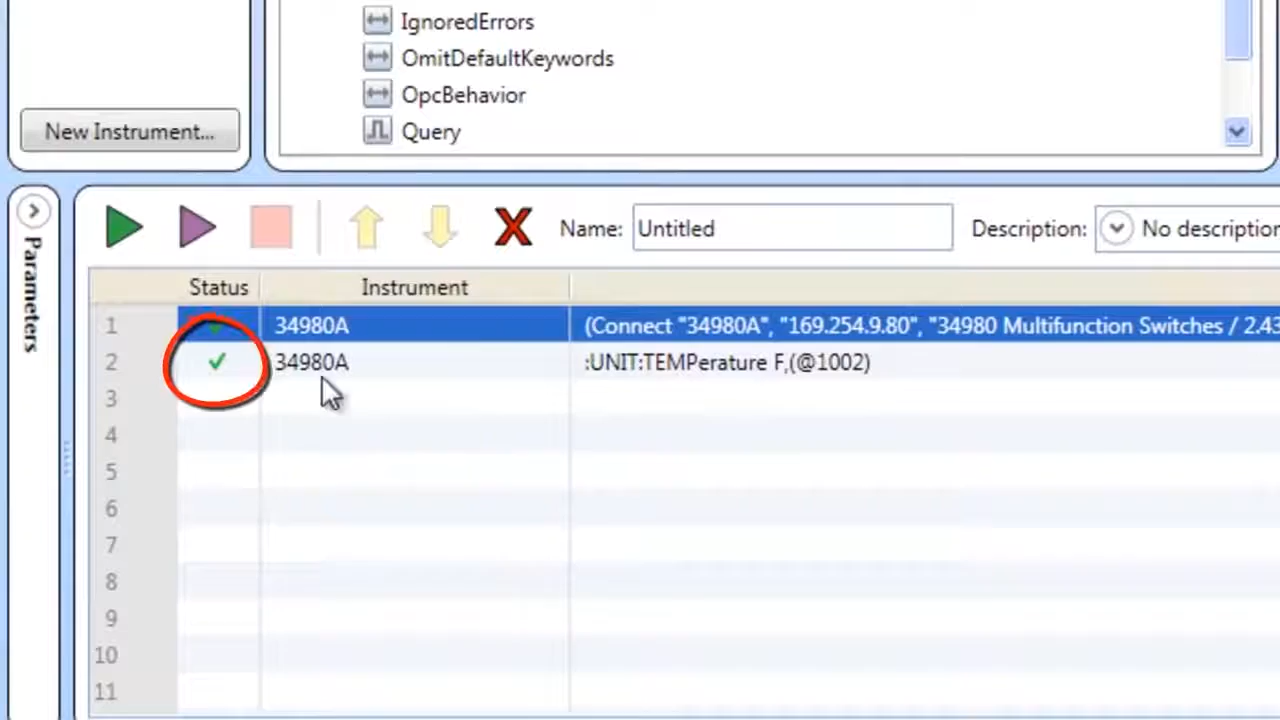 IgnoredErrors
OmitDefaultKeywords
OpcBehavior
Query
New Instrument...
Parameters
Name: Untitled Description: No description
Status Instrument
1 34980A (Connect "34980A", "169.254.9.80", "34980 Multifunction Switches / 2.43
2 34980A :UNIT:TEMPerature F,(@1002)
3
4
5
6
7
8
9
10
11